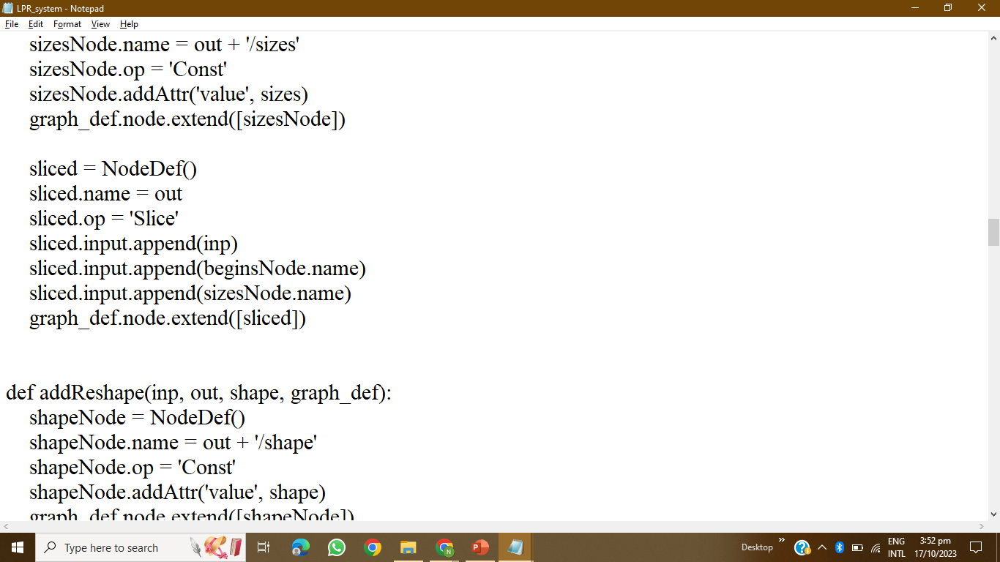 LPR_system - Notepad
File Edit Format View Help
sizesNode.name = out + '/sizes'
sizesNode.op = 'Const'
sizesNode.addAttr('value', sizes)
graph_def.node.extend([sizesNode])
sliced = NodeDef()
sliced.name = out
sliced.op = 'Slice'
sliced.input.append(inp)
sliced.input.append(beginsNode.name)
sliced.input.append(sizesNode.name)
graph_def.node.extend([sliced])
def addReshape(inp, out, shape, graph_def):
shapeNode = NodeDef()
shapeNode.name = out + '/shape'
shapeNode.op = 'Const'
shapeNode.addAttr('value', shape)
graph_def.node.extend([shapeNode])
Type here to search
Desktop
ENG
INTL
3:52 pm
17/10/2023